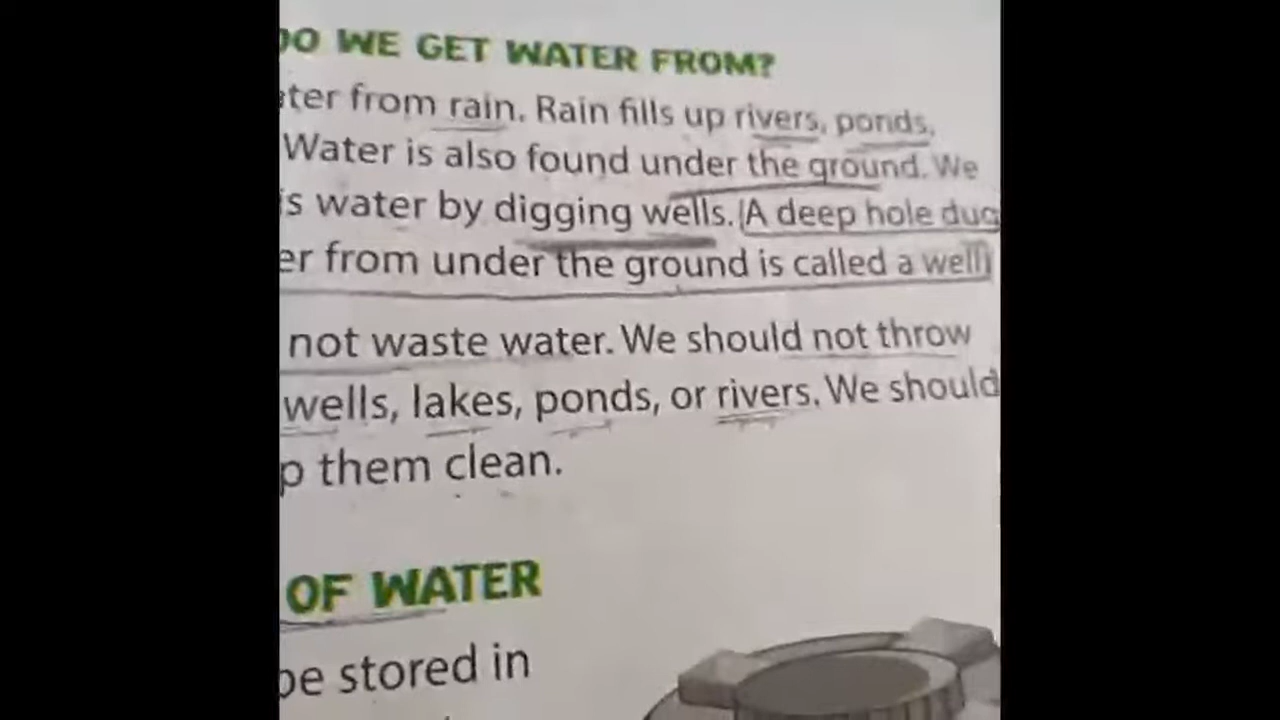 DO WE GET WATER FROM?
ter from rain. Rain fills up rivers, ponds,
Water is also found under the ground. We
s water by digging wells. (A deep hole dug
er from under the ground is called a well)
not waste water. We should not throw
wells, lakes, ponds, or rivers. We should
p them clean.
OF WATER
be stored in